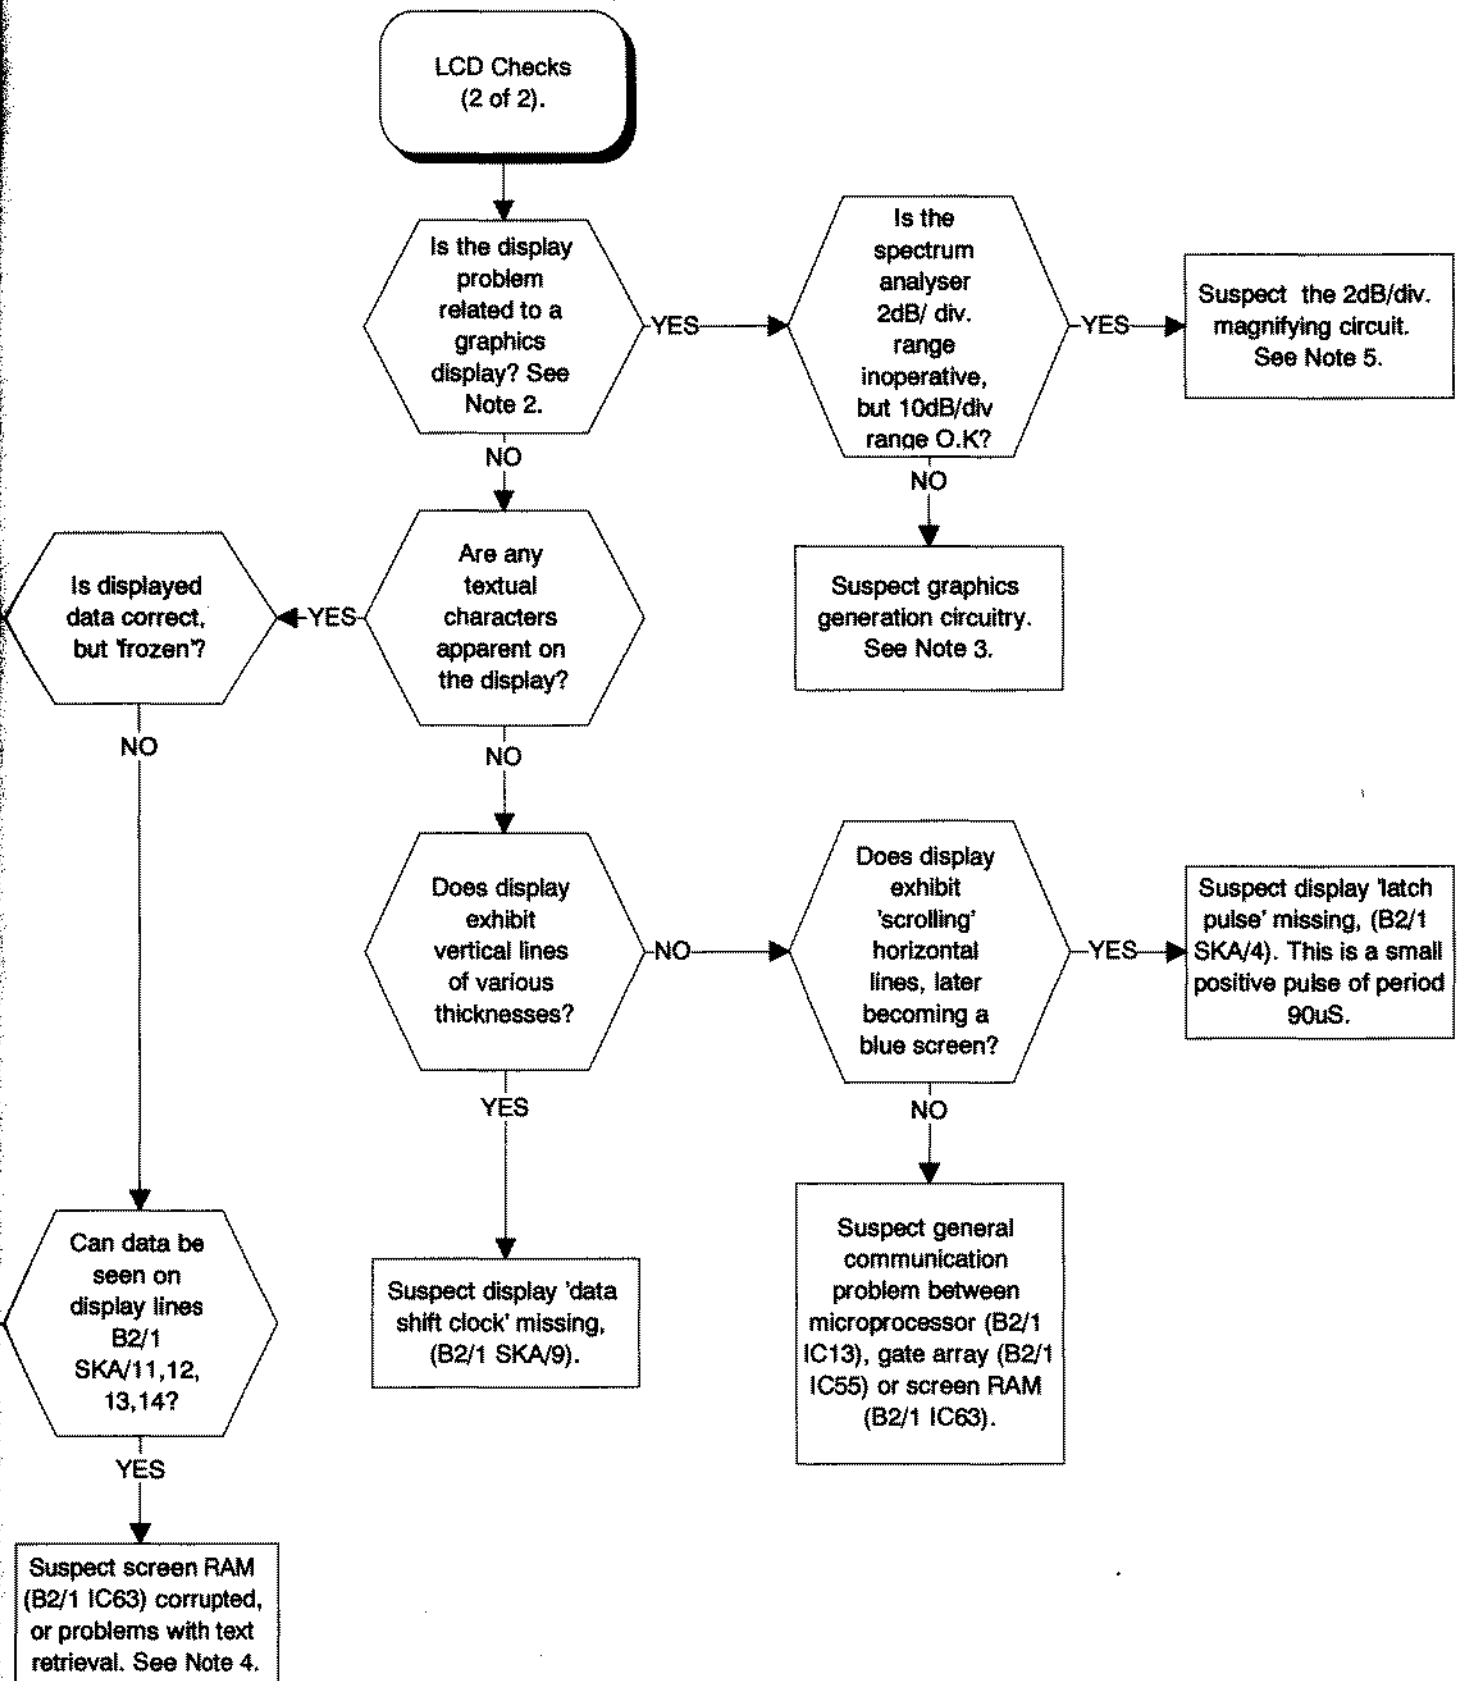 LCD Checks
(2 of 2).
Is the display
problem
related to a
graphics
display? See
Note 2.
YES
Is the
spectrum
analyser
2dB/ div.
range
inoperative,
but 10dB/div
range O.K?
YES
Suspect the 2dB/div.
magnifying circuit.
See Note 5.
NO
NO
Suspect graphics
generation circuitry.
See Note 3.
Are any
textual
characters
apparent on
the display?
YES
Is displayed
data correct,
but 'frozen'?
NO
NO
Does display
exhibit
vertical lines
of various
thicknesses?
NO
Does display
exhibit
'scrolling'
horizontal
lines, later
becoming a
blue screen?
YES
Suspect display 'latch
pulse' missing, (B2/1
SKA/4). This is a small
positive pulse of period
90uS.
YES
NO
Can data be
seen on
display lines
B2/1
SKA/11,12,
13,14?
Suspect display 'data
shift clock' missing,
(B2/1 SKA/9).
Suspect general
communication
problem between
microprocessor (B2/1
IC13), gate array (B2/1
IC55) or screen RAM
(B2/1 IC63).
YES
Suspect screen RAM
(B2/1 IC63) corrupted,
or problems with text
retrieval. See Note 4.